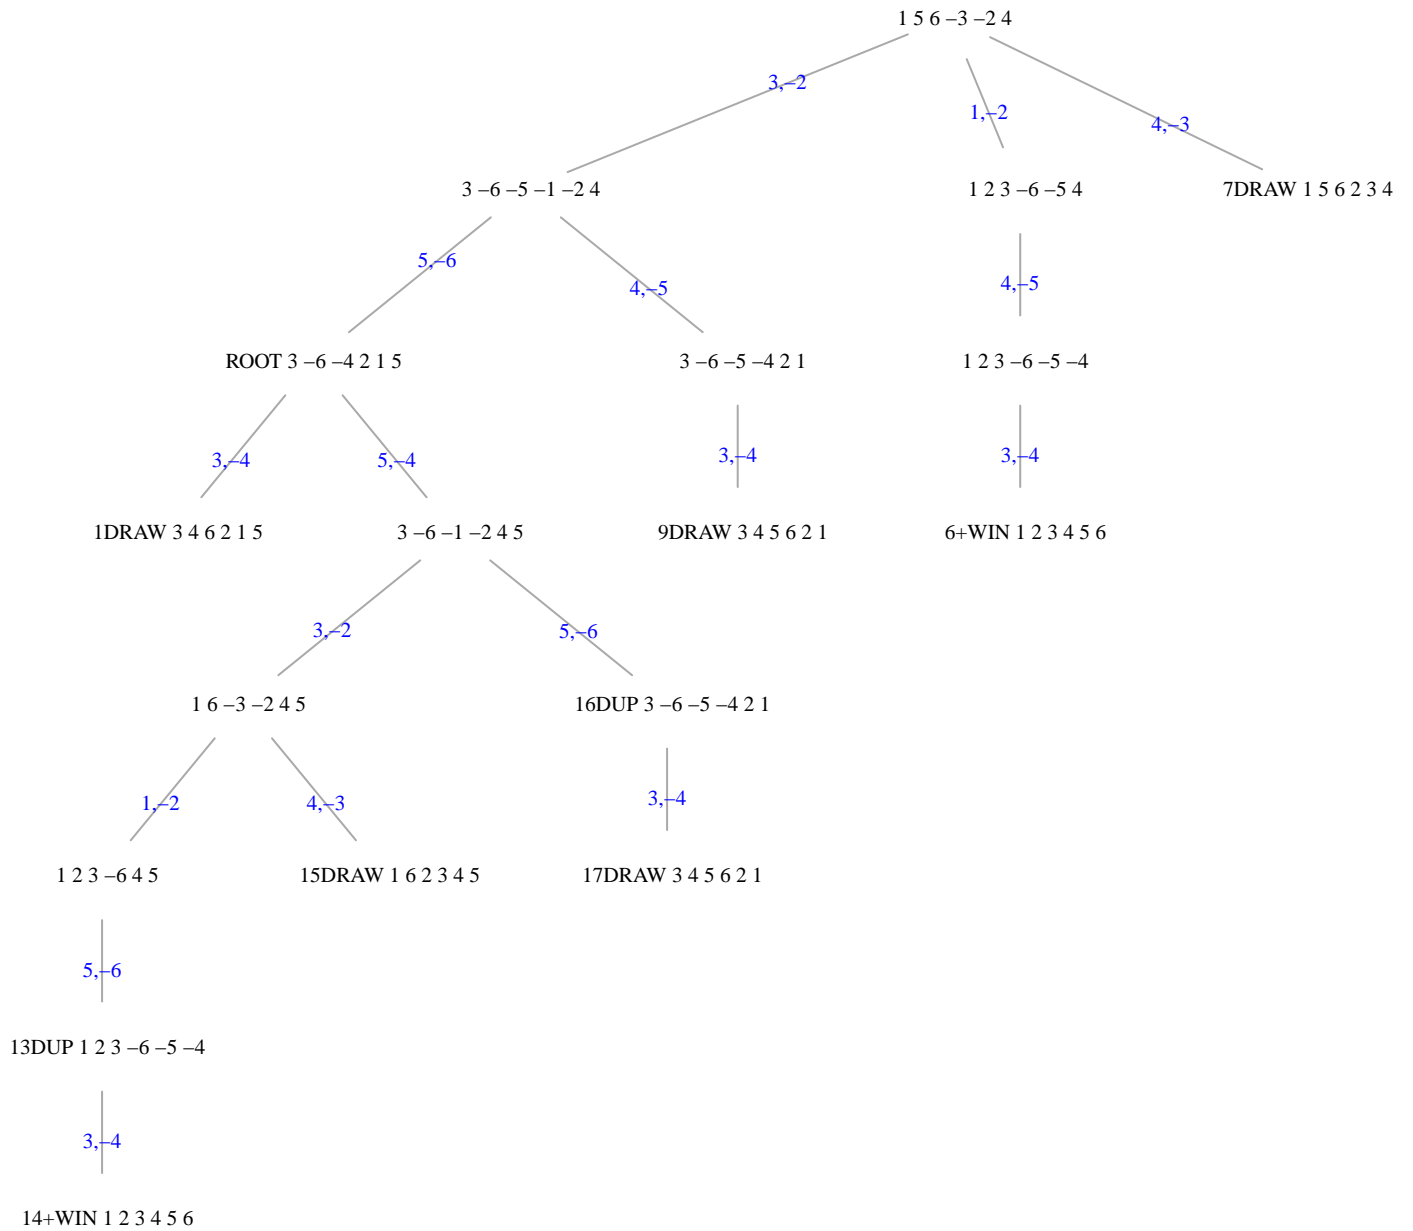 1 5 6 –3 –2 4
3,–2
1,–2
4,–3
3 –6 –5 –1 –2 4
1 2 3 –6 –5 4
7DRAW 1 5 6 2 3 4
5,–6
4,–5
4,–5
ROOT 3 –6 –4 2 1 5
3 –6 –5 –4 2 1
1 2 3 –6 –5 –4
3,–4
5,–4
3,–4
3,–4
1DRAW 3 4 6 2 1 5
3 –6 –1 –2 4 5
9DRAW 3 4 5 6 2 1
6+WIN 1 2 3 4 5 6
3,–2
5,–6
1 6 –3 –2 4 5
16DUP 3 –6 –5 –4 2 1
1,–2
4,–3
3,–4
1 2 3 –6 4 5
15DRAW 1 6 2 3 4 5
17DRAW 3 4 5 6 2 1
5,–6
13DUP 1 2 3 –6 –5 –4
3,–4
14+WIN 1 2 3 4 5 6